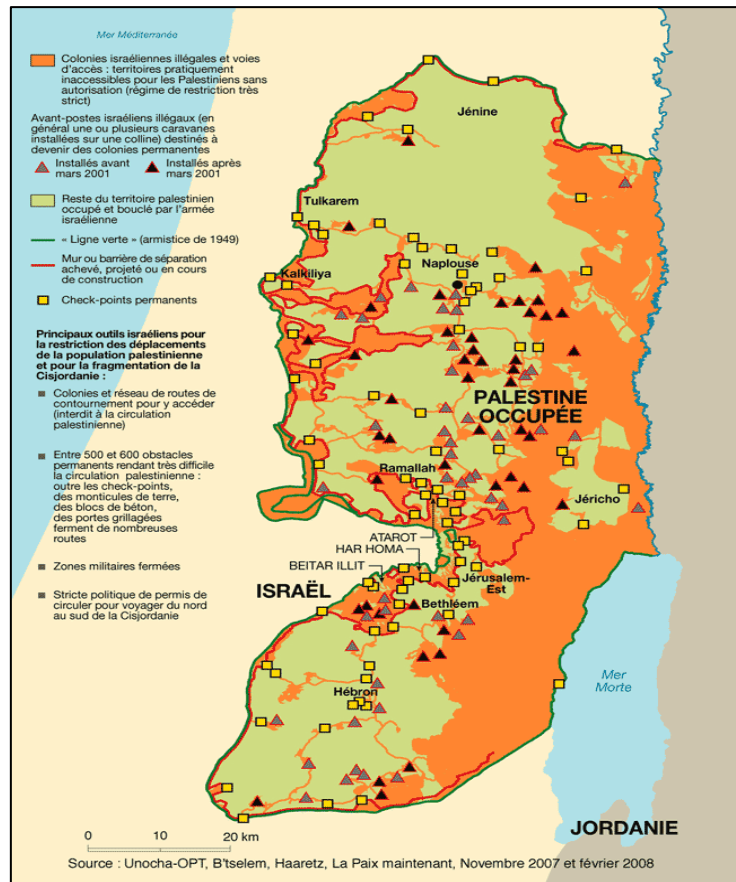 Mer Méditerranée
Colonies israéliennes illégales et voies
d'accès : territoires pratiquement
inaccessibles pour les Palestiniens sans
autorisation (régime de restriction très
strict)
Avant-postes israéliens illégaux (en
général une ou plusieurs caravanes
installées sur une colline) destinés à
devenir des colonies permanentes
Installés avant
mars 2001
Installés après
mars 2001
Reste du territoire palestinien
occupé et bouclé par l'armée
israélienne
« Ligne verte » (armistice de 1949)
Mur ou barrière de séparation
achevé, projeté ou en cours
de construction
Check-points permanents
Principaux outils israéliens pour
la restriction des déplacements
de la population palestinienne
et pour la fragmentation de la
Cisjordanie :
Colonies et réseau de routes de
contournement pour y accéder
(interdit à la circulation
palestinienne)
Entre 500 et 600 obstacles
permanents rendant très difficile
la circulation palestinienne :
outre les check-points,
des monticules de terre,
des blocs de béton,
des portes grillagées
ferment de nombreuses
routes
Zones militaires fermées
Stricte politique de permis de
circuler pour voyager du nord
au sud de la Cisjordanie
Jénine
Tulkarem
Naplouse
Kalkiliya
PALESTINE
OCCUPÉE
Ramallah
Jéricho
ATAROT
HAR HOMA
BEITAR ILLIT
ISRAËL
Jérusalem-
Est
Bethléem
Hébron
Mer
Morte
JORDANIE
0 10 20 km
Source : Unocha-OPT, B'tselem, Haaretz, La Paix maintenant, Novembre 2007 et février 2008